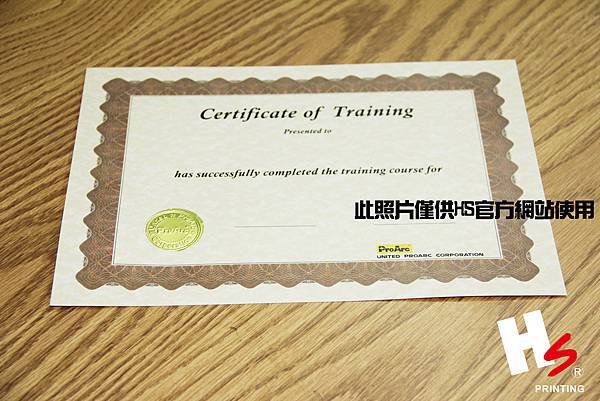 Certificate of Training
Presented to
has successfully completed the training course for
此照片僅供HS官方網站使用
ProArc
UNITED PROARC CORPORATION
HS®
PRINTING